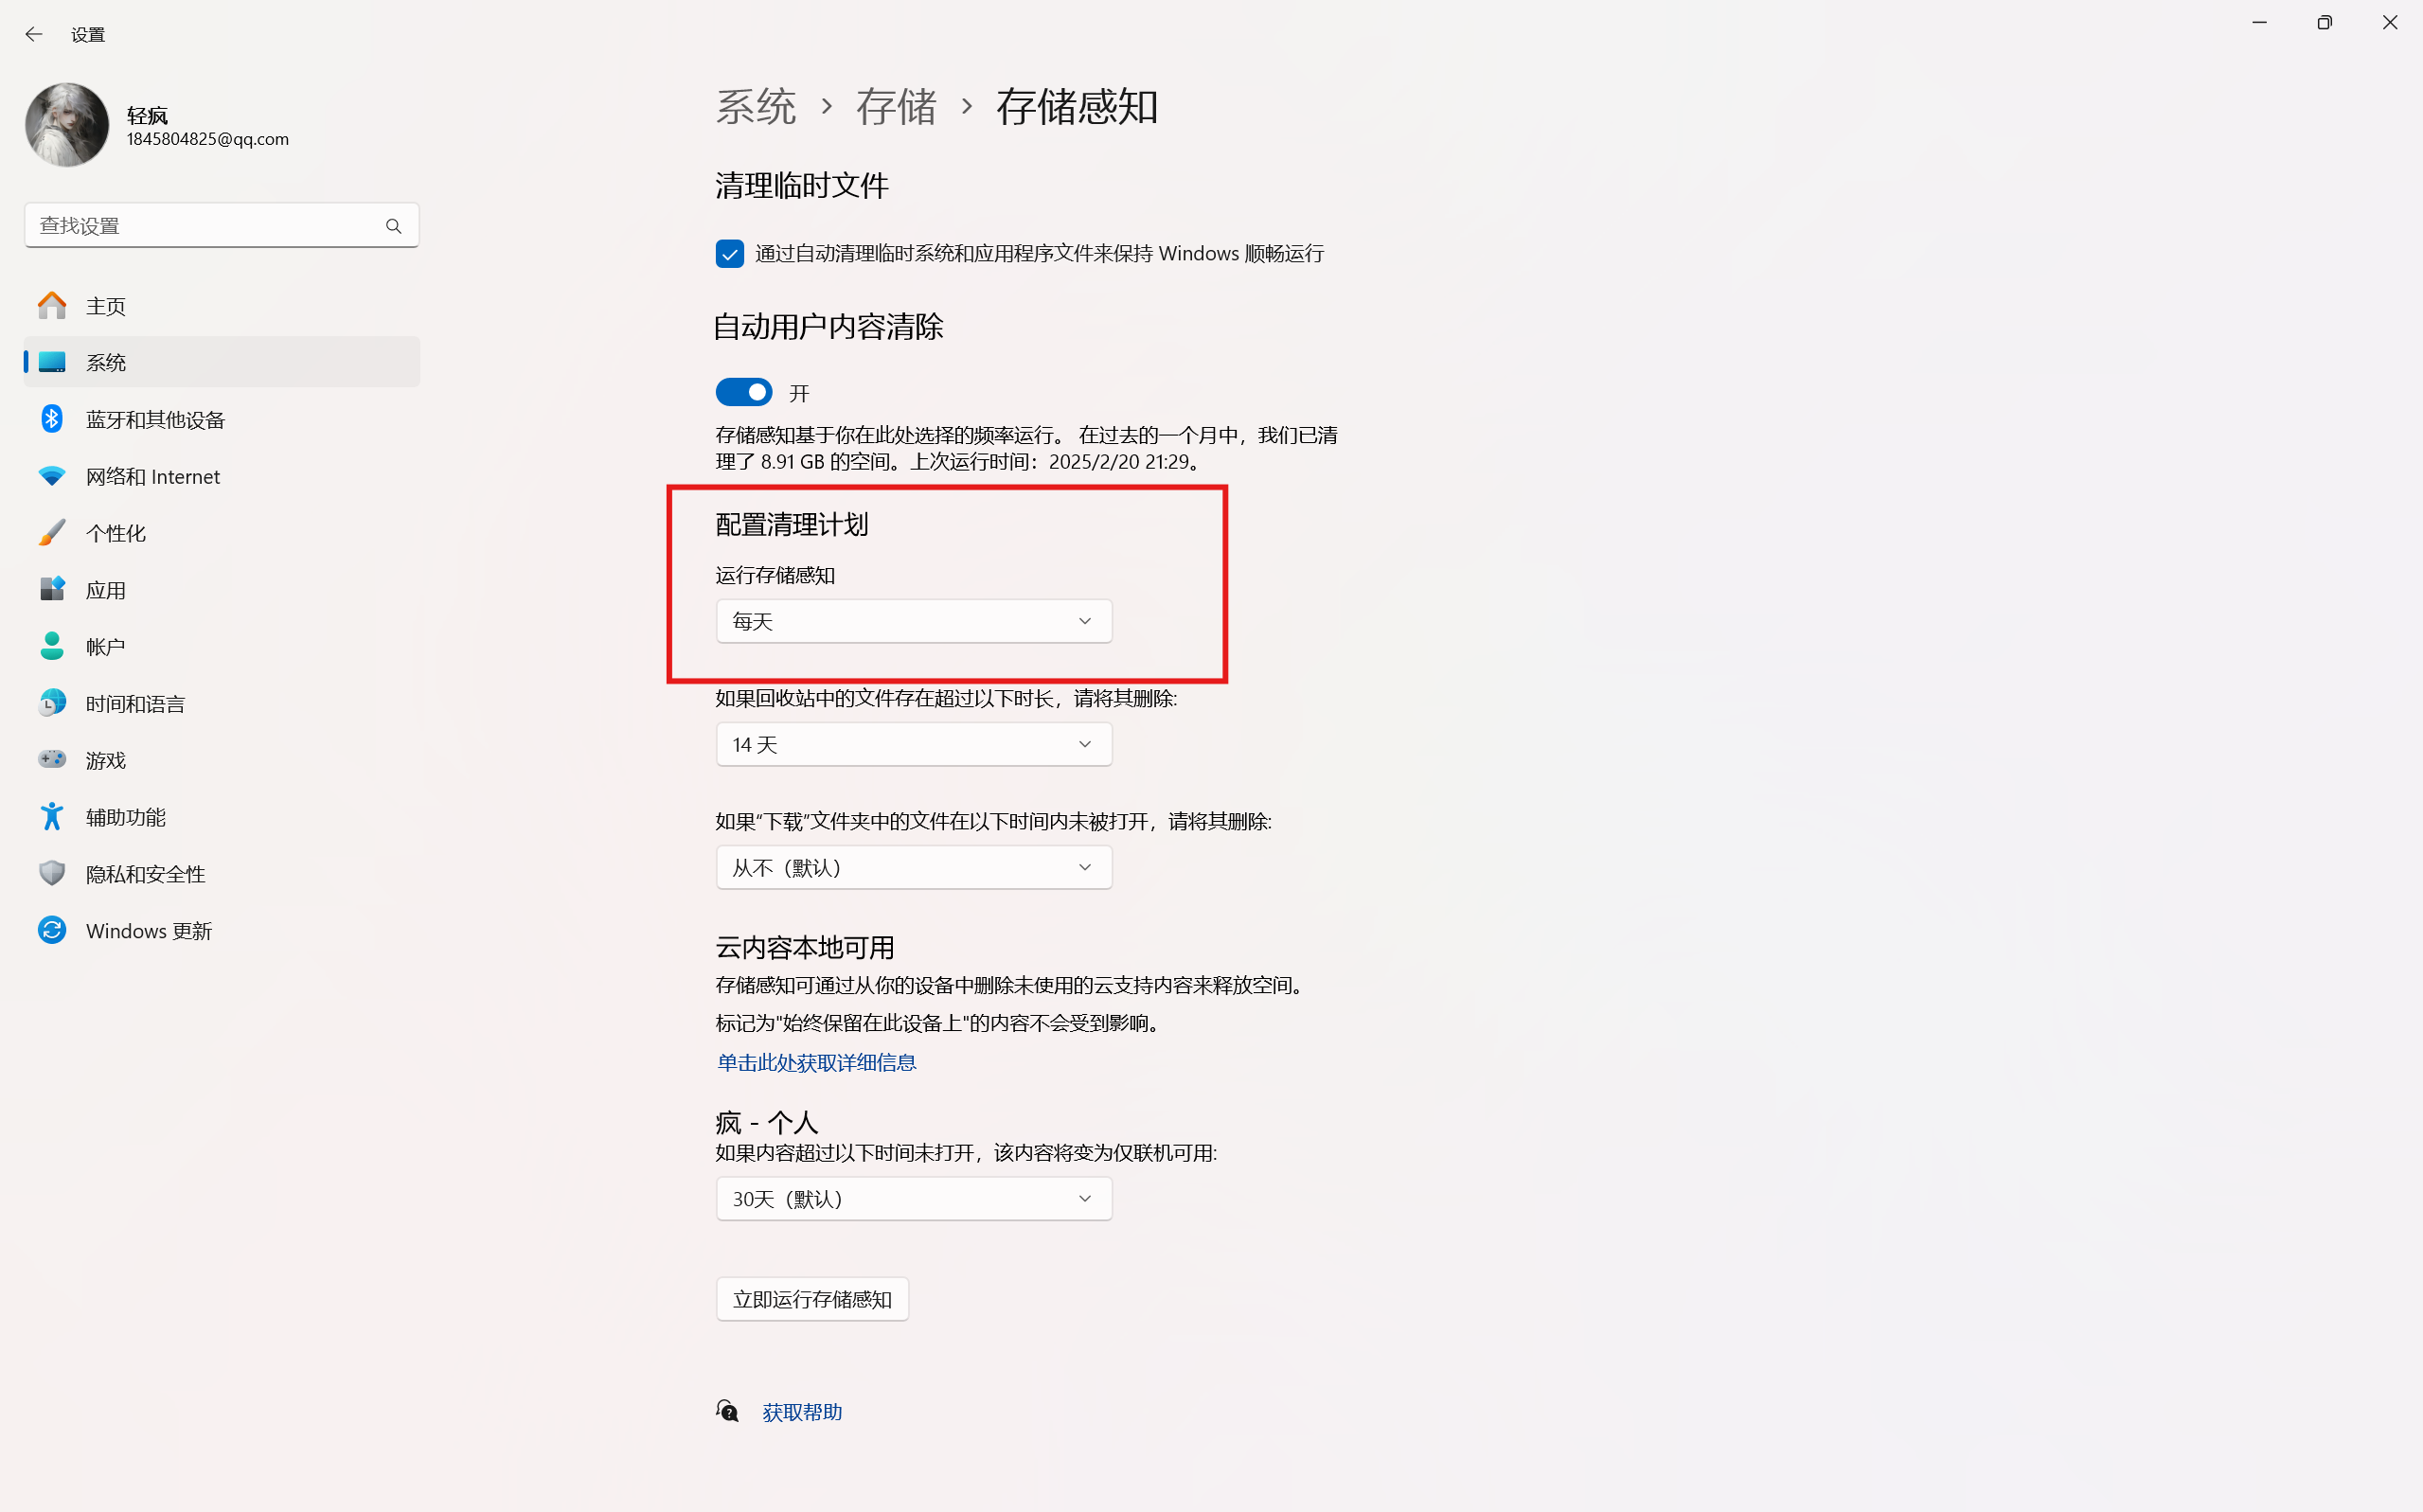 设置
轻疯
1845804825@qq.com
查找设置
主页
系统
蓝牙和其他设备
网络和 Internet
个性化
应用
帐户
时间和语言
游戏
辅助功能
隐私和安全性
Windows 更新
系统 › 存储 › 存储感知
清理临时文件
通过自动清理临时系统和应用程序文件来保持 Windows 顺畅运行
自动用户内容清除
开
存储感知基于你在此处选择的频率运行。 在过去的一个月中，我们已清
理了 8.91 GB 的空间。上次运行时间：2025/2/20 21:29。
配置清理计划
运行存储感知
每天
如果回收站中的文件存在超过以下时长，请将其删除:
14 天
如果“下载”文件夹中的文件在以下时间内未被打开，请将其删除:
从不（默认）
云内容本地可用
存储感知可通过从你的设备中删除未使用的云支持内容来释放空间。
标记为"始终保留在此设备上"的内容不会受到影响。
单击此处获取详细信息
疯 - 个人
如果内容超过以下时间未打开，该内容将变为仅联机可用:
30天（默认）
立即运行存储感知
获取帮助